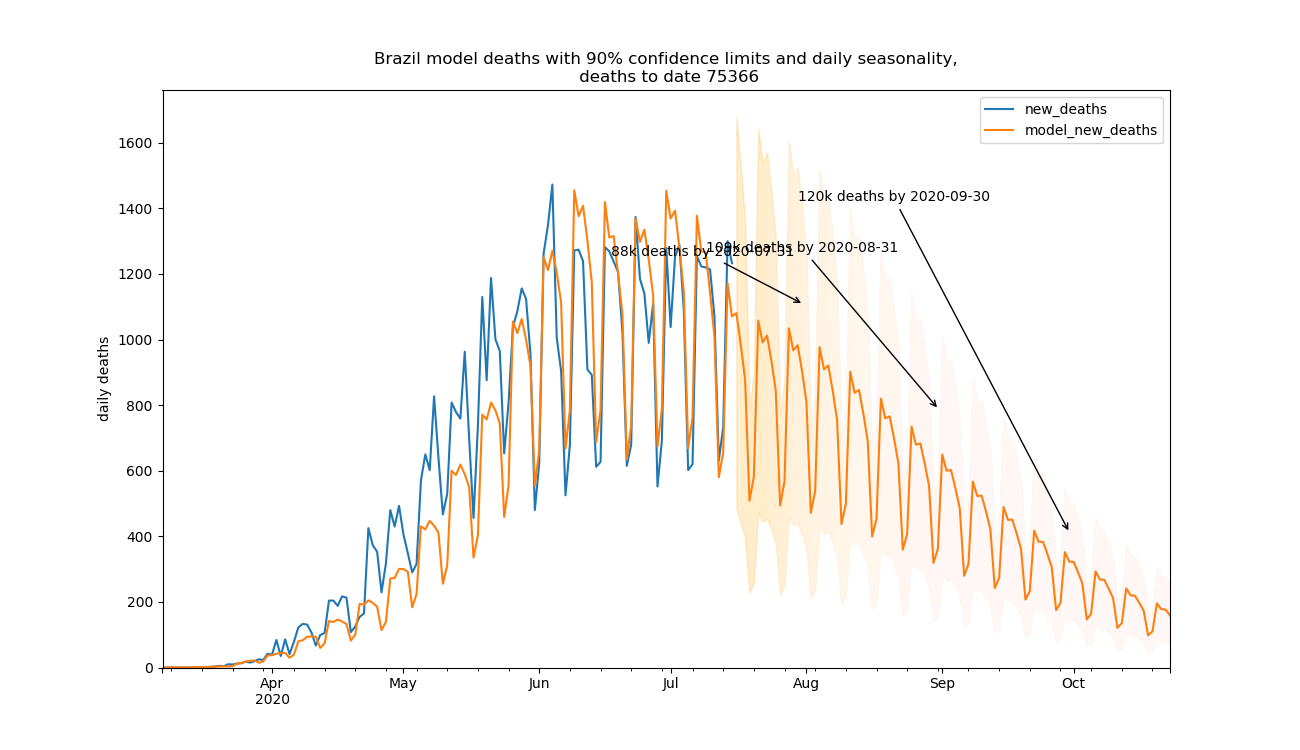 Brazil model deaths with 90% confidence limits and daily seasonality,
deaths to date 75366
new_deaths
model_new_deaths
1600
1400
1200
1000
800
600
400
200
0
daily deaths
120k deaths by 2020-09-30
88k deaths by 2020-07-31
109k deaths by 2020-08-31
Apr
2020
May
Jun
Jul
Aug
Sep
Oct